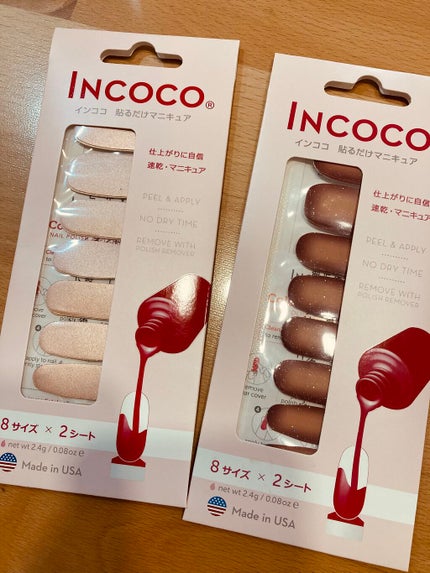 INCOCO®
インココ 貼るだけマニキュア
仕上がりに自信
速乾・マニキュア
PEEL & APPLY
NO DRY TIME
REMOVE WITH
POLISH REMOVER
8サイズ × 2シート
net wt 2.4g / 0.08oz e
Made in USA
INCOCO
インココ 貼るだけマニキュア
仕上がりに自信
速乾・マニキュア
PEEL & APPLY
NO DRY TIME
REMOVE WITH
POLISH REMOVER
8サイズ × 2シート
net wt 2.4g / 0.08oz e
Made in USA